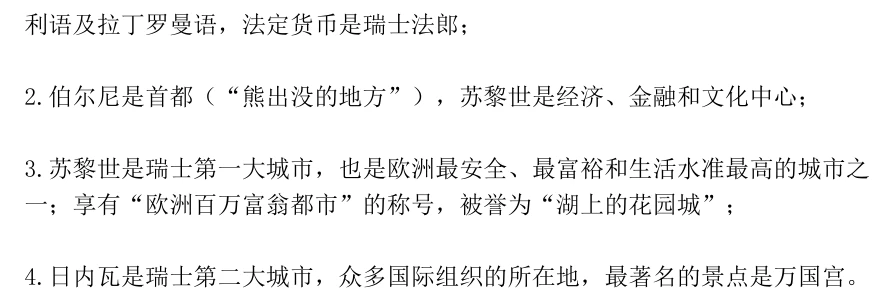 利语及拉丁罗曼语，法定货币是瑞士法郎；
2.伯尔尼是首都（“熊出没的地方”），苏黎世是经济、金融和文化中心；
3.苏黎世是瑞士第一大城市，也是欧洲最安全、最富裕和生活水准最高的城市之
一；享有“欧洲百万富翁都市”的称号，被誉为“湖上的花园城”；
4.日内瓦是瑞士第二大城市，众多国际组织的所在地，最著名的景点是万国宫。